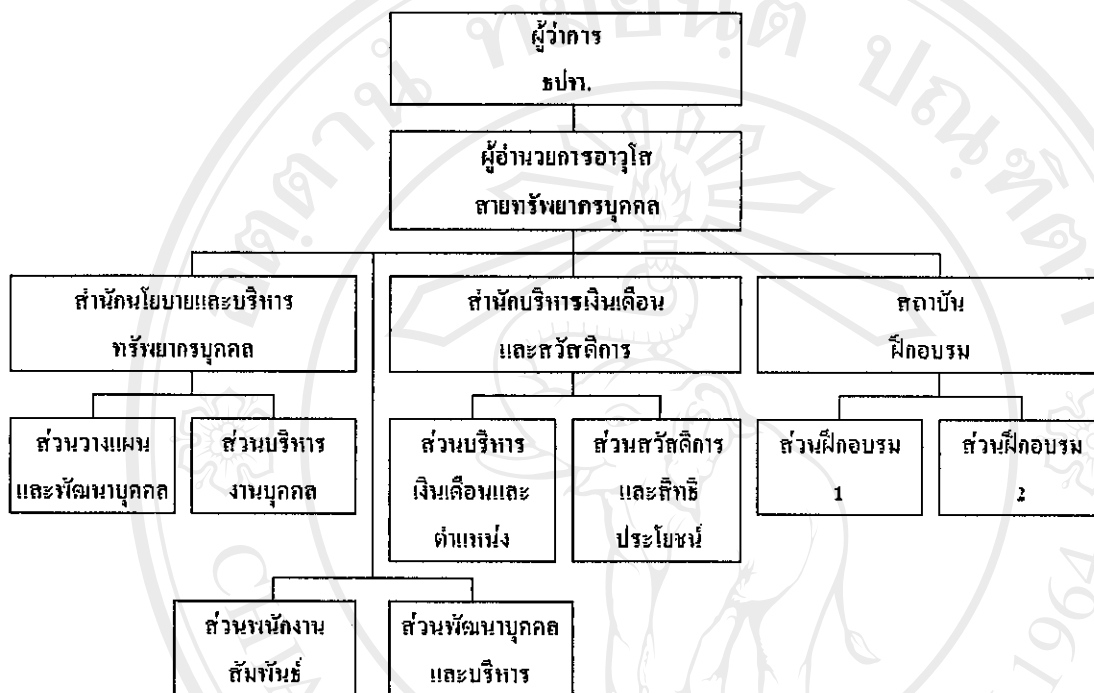 ผู้ว่าการ
ธปท.
ผู้อำนวยการอาวุโส
สายทรัพยากรบุคคล
สำนักนโยบายและบริหาร
ทรัพยากรบุคคล
สำนักบริหารเงินเดือน
และสวัสดิการ
สถาบัน
ฝึกอบรม
ส่วนวางแผน
และพัฒนาบุคคล
ส่วนบริหาร
งานบุคคล
ส่วนบริหาร
เงินเดือนและ
ตำแหน่ง
ส่วนสวัสดิการ
และสิทธิ
ประโยชน์
ส่วนฝึกอบรม
1
ส่วนฝึกอบรม
2
ส่วนพนักงาน
สัมพันธ์
ส่วนพัฒนาบุคคล
และบริหาร
1964